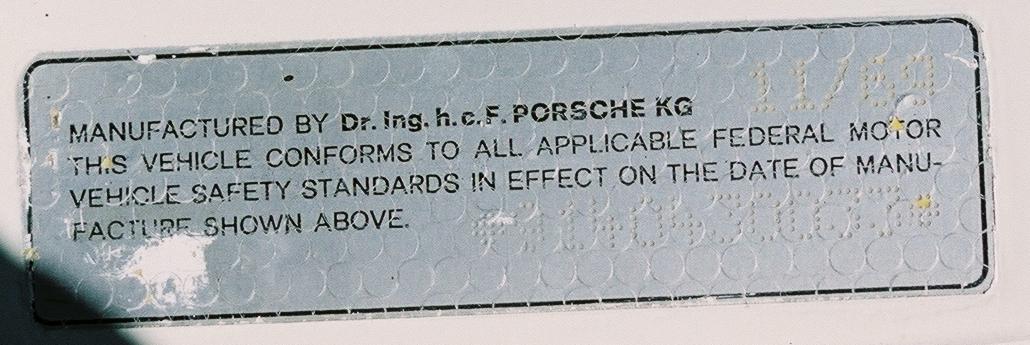 11/69
MANUFACTURED BY Dr. Ing. h. c. F. PORSCHE KG
THIS VEHICLE CONFORMS TO ALL APPLICABLE FEDERAL MOTOR
VEHICLE SAFETY STANDARDS IN EFFECT ON THE DATE OF MANU-
FACTURE SHOWN ABOVE.